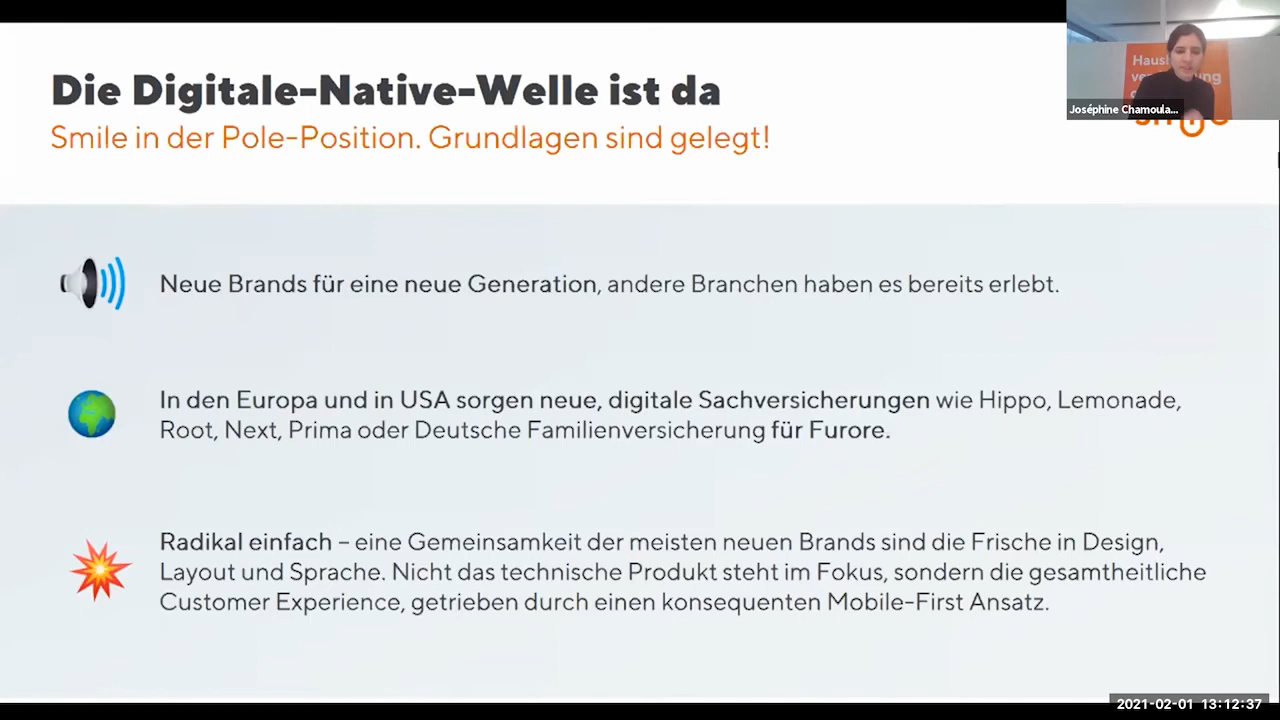 Die Digitale-Native-Welle ist da
Smile in der Pole-Position. Grundlagen sind gelegt!
Joséphine Chamoula...
Neue Brands für eine neue Generation, andere Branchen haben es bereits erlebt.
In den Europa und in USA sorgen neue, digitale Sachversicherungen wie Hippo, Lemonade,
Root, Next, Prima oder Deutsche Familienversicherung für Furore.
Radikal einfach – eine Gemeinsamkeit der meisten neuen Brands sind die Frische in Design,
Layout und Sprache. Nicht das technische Produkt steht im Fokus, sondern die gesamtheitliche
Customer Experience, getrieben durch einen konsequenten Mobile-First Ansatz.
2021-02-01 13:12:37